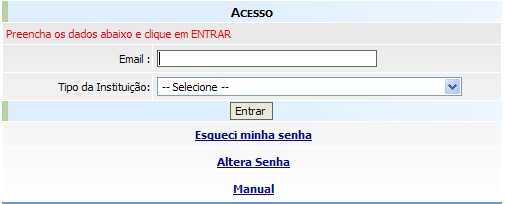 ACESSO
Preencha os dados abaixo e clique em ENTRAR
Email :
Tipo da Instituição: -- Selecione --
Entrar
Esqueci minha senha
Altera Senha
Manual